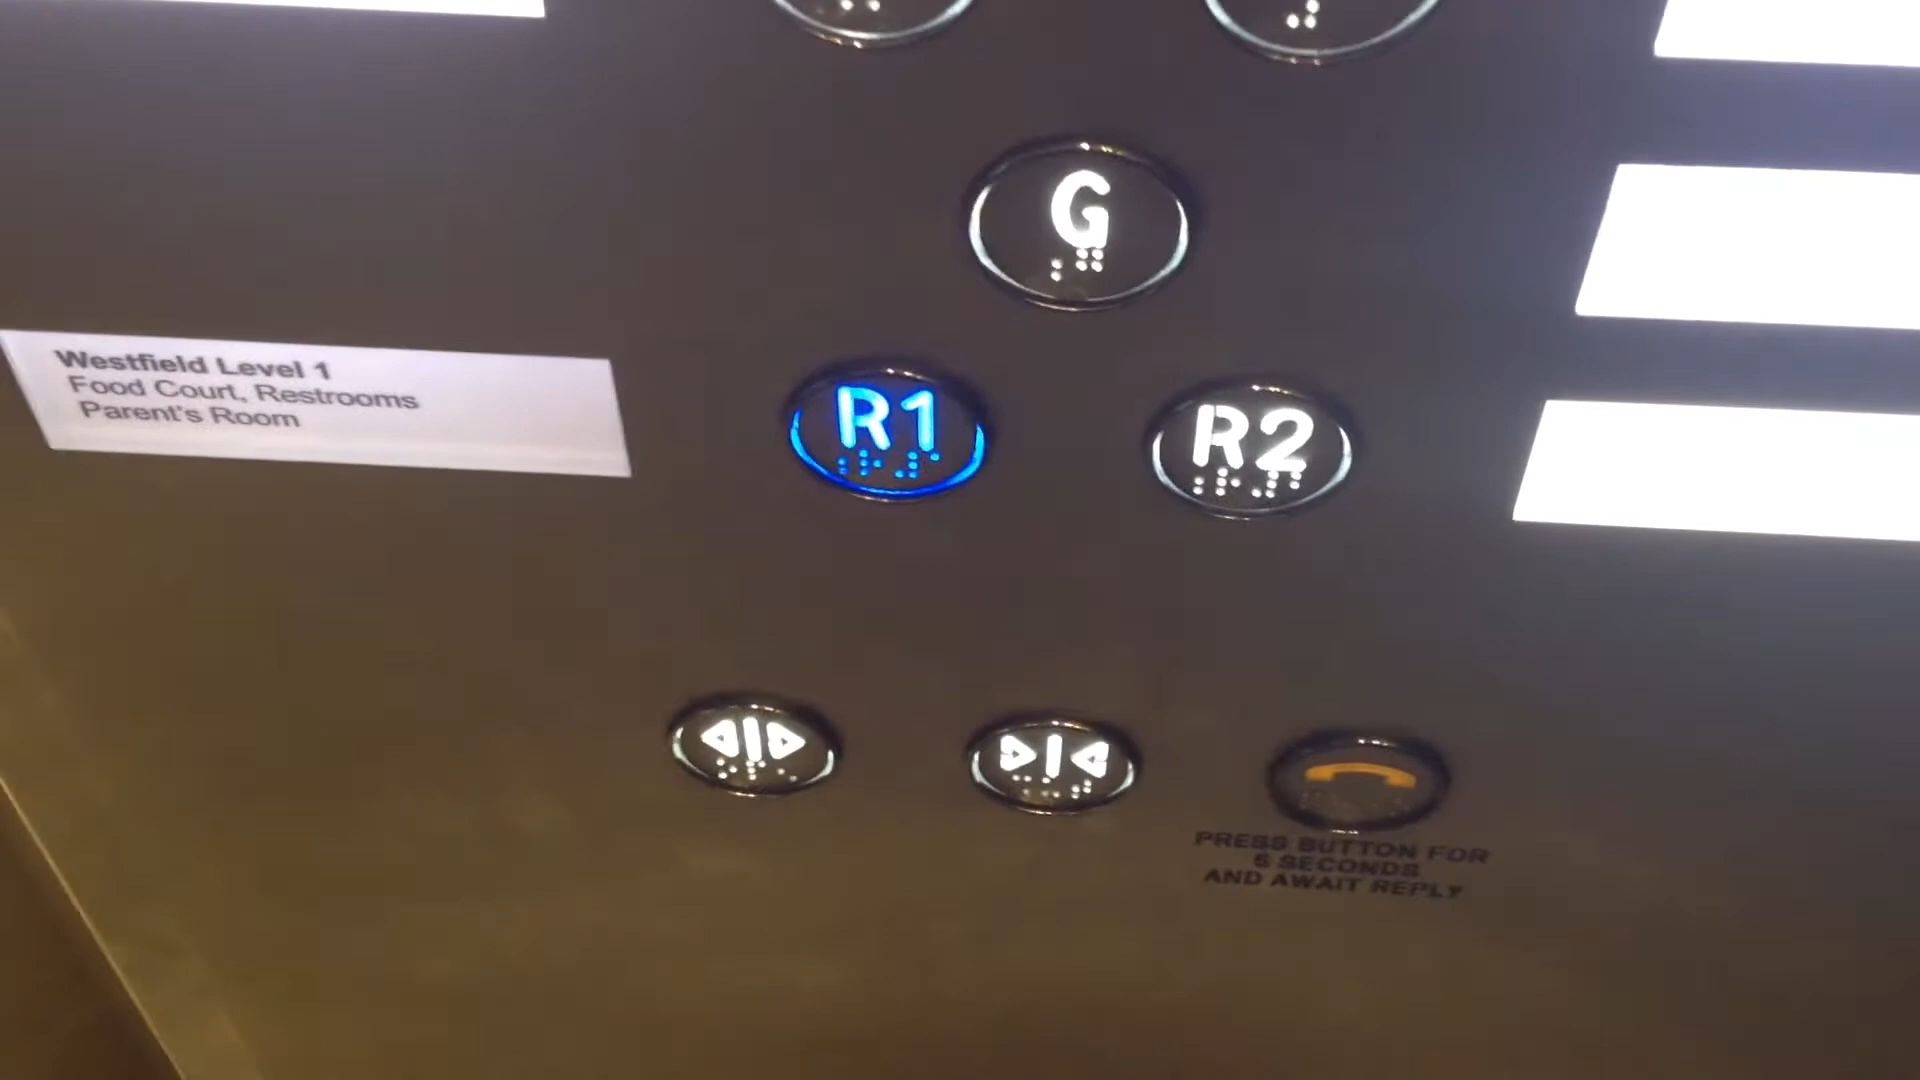 G
Westfield Level 1
Food Court, Restrooms
Parent's Room
R1
R2
PRESS BUTTON FOR
5 SECONDS
AND AWAIT REPLY